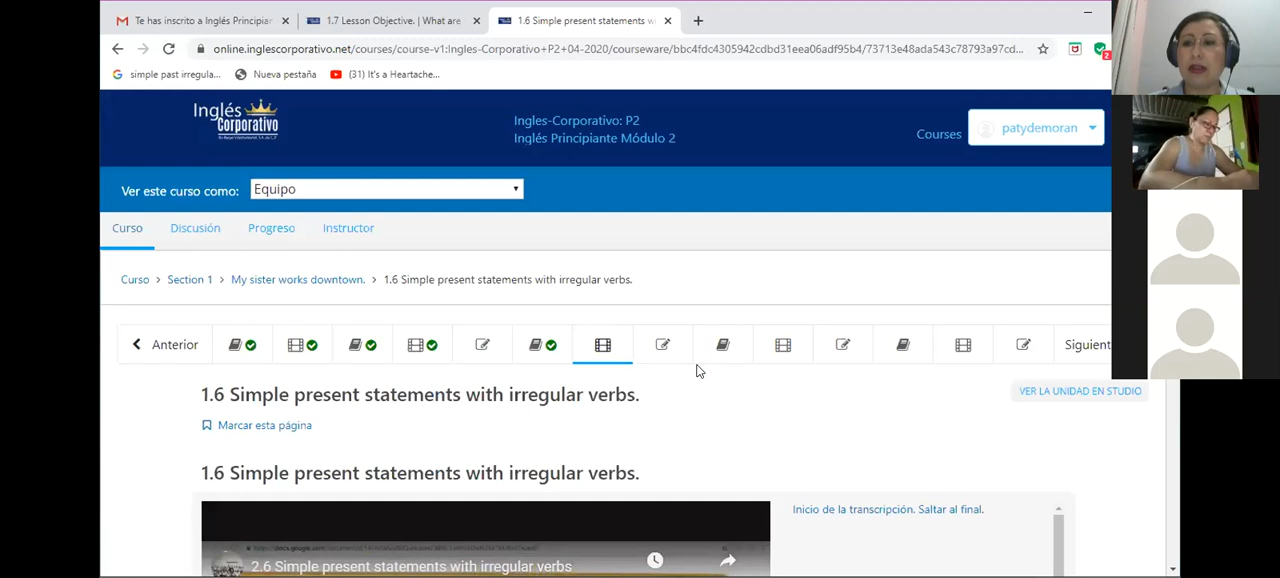 Te has inscrito a Inglés Principian
1.7 Lesson Objective. | What are
1.6 Simple present statements wi
online.inglescorporativo.net/courses/course-v1:Ingles-Corporativo+P2+04-2020/courseware/bbc4fdc4305942cdbd31eea06adf95b4/73713e48ada543c78793a97cd...
2
simple past irregula...
Nueva pestaña
(31) It's a Heartache...
Inglés
Corporativo
Ingles-Corporativo: P2
Inglés Principiante Módulo 2
Courses
patydemoran
Ver este curso como:
Equipo
Curso
Discusión
Progreso
Instructor
Curso > Section 1 > My sister works downtown. > 1.6 Simple present statements with irregular verbs.
Anterior
Siguient
1.6 Simple present statements with irregular verbs.
VER LA UNIDAD EN STUDIO
Marcar esta página
1.6 Simple present statements with irregular verbs.
Inicio de la transcripción. Saltar al final.
2.6 Simple present statements with irregular verbs